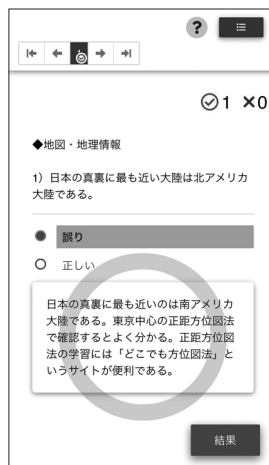 ?
1 ×0
◆地図・地理情報
1）日本の真裏に最も近い大陸は北アメリカ
大陸である。
誤り
正しい
日本の真裏に最も近いのは南アメリカ
大陸である。東京中心の正距方位図法
で確認するとよく分かる。正距方位図
法の学習には「どこでも方位図法」と
いうサイトが便利である。
結果